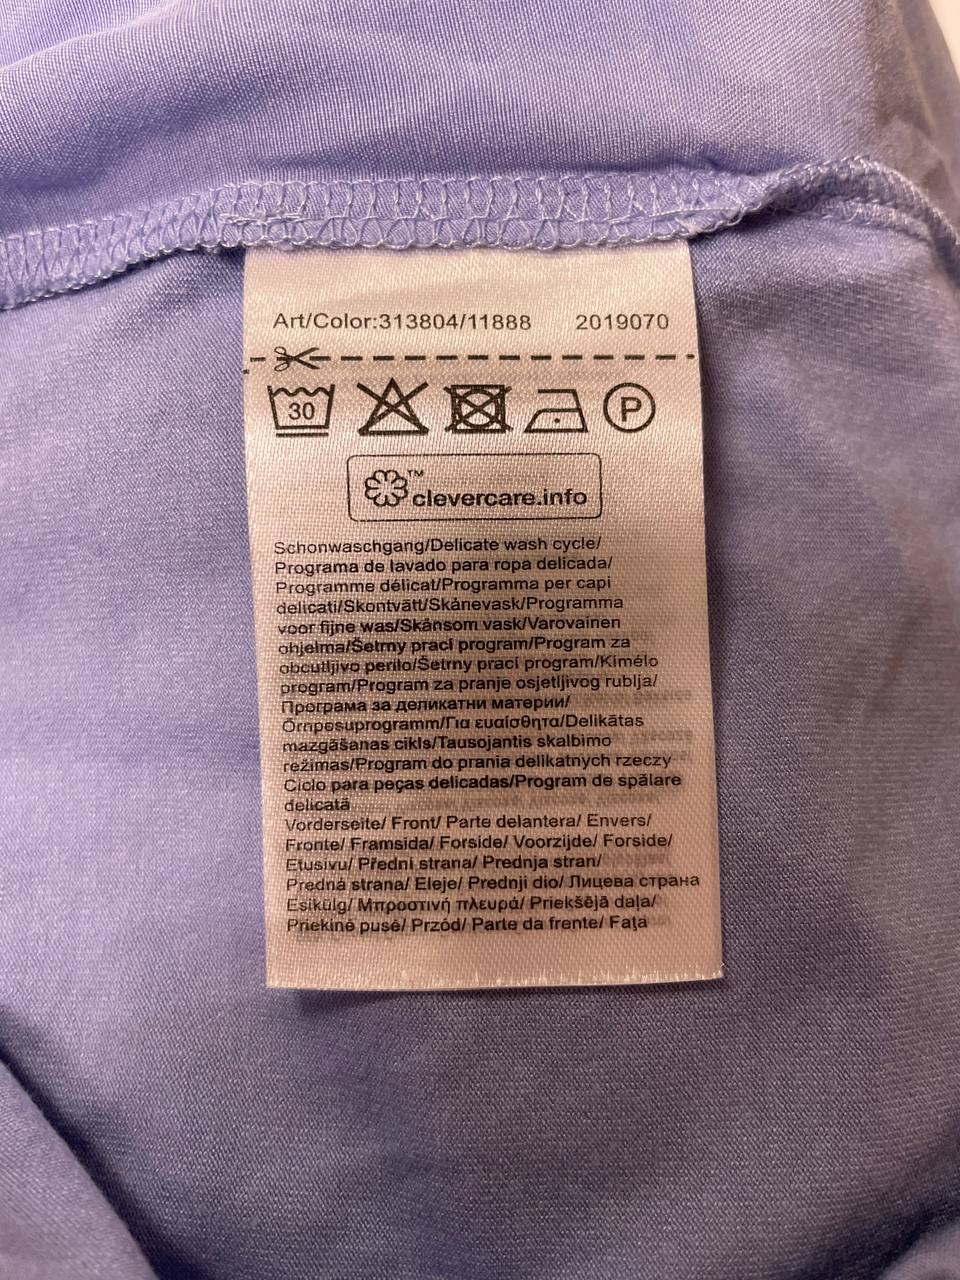 Art/Color:313804/11888 2019070
30
P
clevercare.info™
Schonwaschgang/Delicate wash cycle/
Programa de lavado para ropa delicada/
Programme délicat/Programma per capi
delicati/Skontvätt/Skånevask/Programma
voor fijne was/Skånsom vask/Varovainen
ohjelma/Šetrny prací program/Program za
obcutljivo perilo/Šetrny prací program/Kimélo
program/Program za pranje osjetljivog rublja/
Програма за деликатни материи/
Õrnpesuprogramm/Για ευαίσθητα/Delikātas
mazgāšanas cikls/Tausojantis skalbimo
režimas/Program do prania delikatnych rzeczy
Ciclo para peças delicadas/Program de spălare
delicată
Vorderseite/ Front/ Parte delantera/ Envers/
Fronte/ Framsida/ Forside/ Voorzijde/ Forside/
Etusivu/ Přední strana/ Prednja stran/
Predná strana/ Eleje/ Prednji dio/ Лицева страна
Esikülg/ Μπροστινή πλευρά/ Priekšējā daļa/
Priekinė pusė/ Przód/ Parte da frente/ Faţa